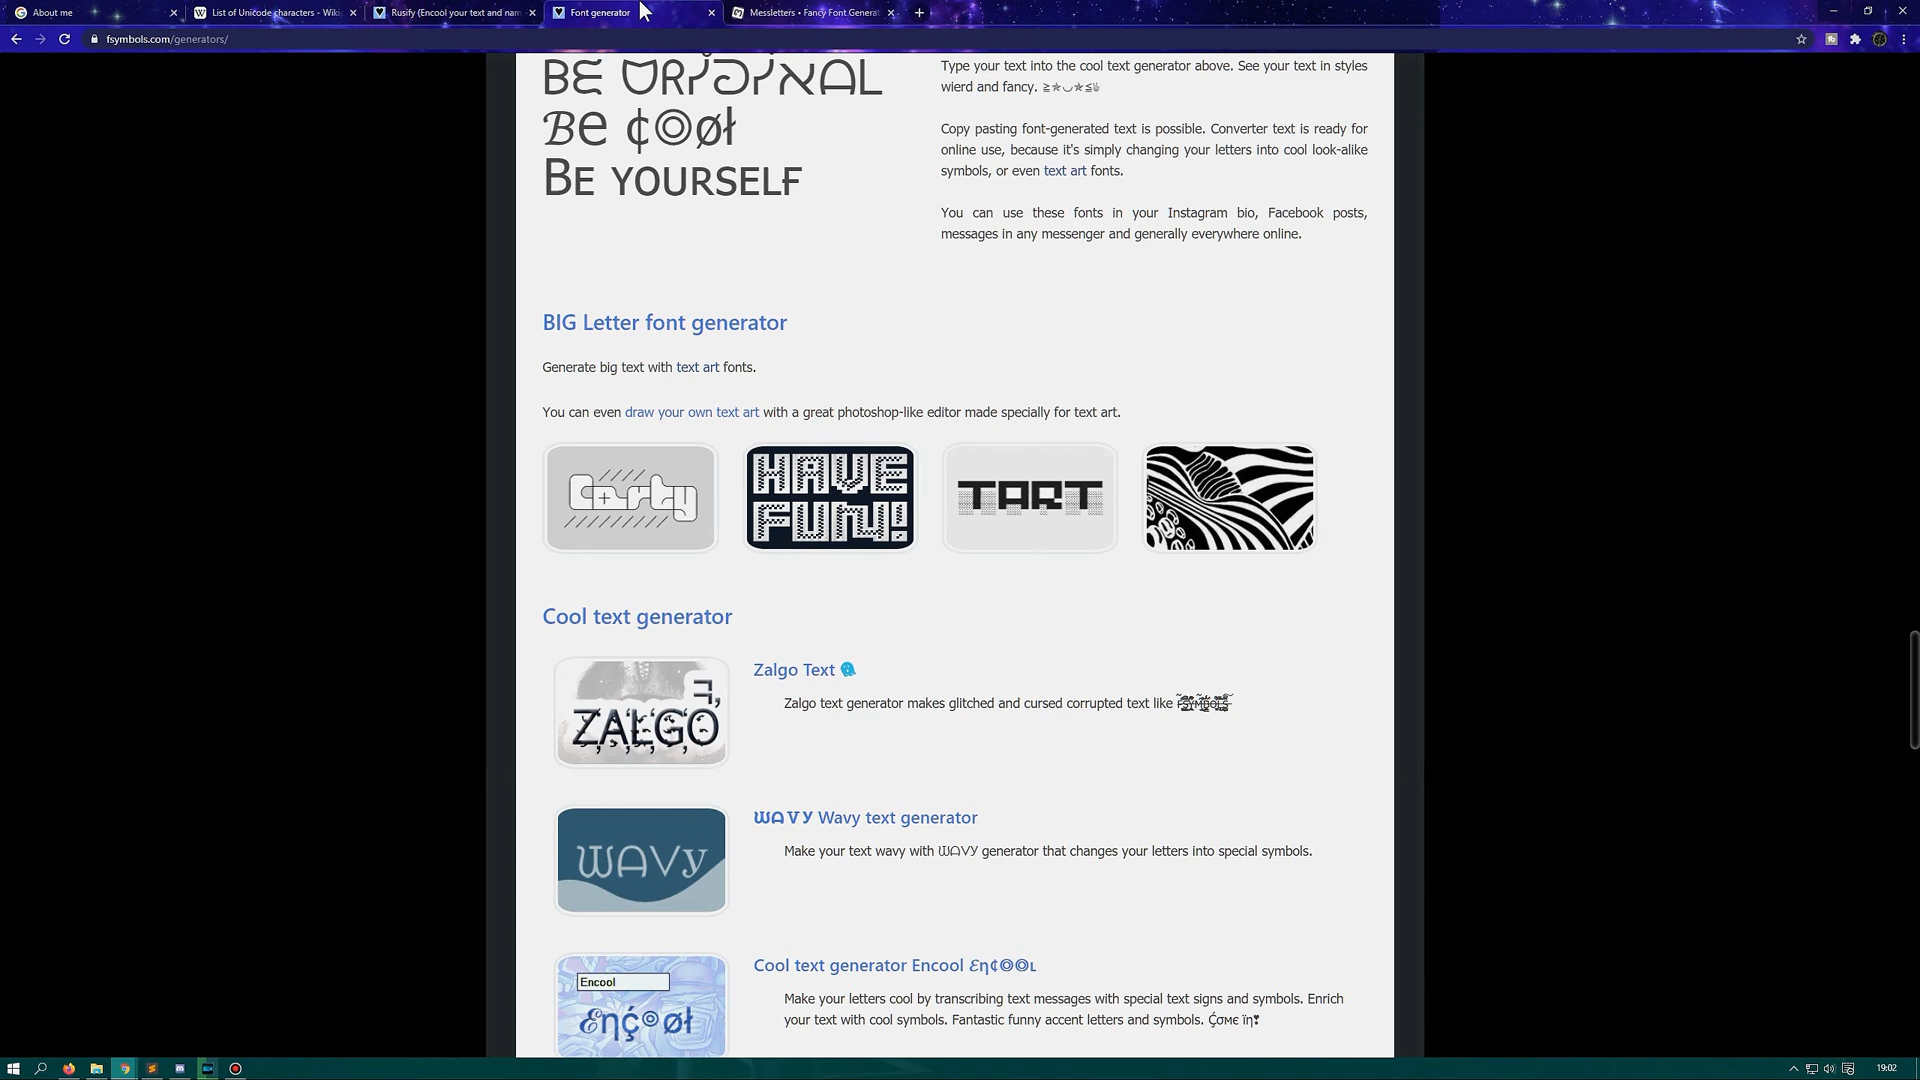 About me
List of Unicode characters - Wiki
Rusify (Encool your text and nam
Font generator
Messletters • Fancy Font Generat
fsymbols.com/generators/
Type your text into the cool text generator above. See your text in styles
wierd and fancy. ≧✯◡✯≦✌
Be ¢◎øł
Be yourself
Copy pasting font-generated text is possible. Converter text is ready for
online use, because it's simply changing your letters into cool look-alike
symbols, or even text art fonts.
You can use these fonts in your Instagram bio, Facebook posts,
messages in any messenger and generally everywhere online.
BIG Letter font generator
Generate big text with text art fonts.
You can even draw your own text art with a great photoshop-like editor made specially for text art.
Corty
HAVE
FUN!
TART
Cool text generator
ZALGO
Zalgo Text
Zalgo text generator makes glitched and cursed corrupted text like
WAVY
WAVY Wavy text generator
Make your text wavy with WAVY generator that changes your letters into special symbols.
Encool
ℰηḉ◎øł
Cool text generator Encool ℰη¢◎◎ʟ
Make your letters cool by transcribing text messages with special text signs and symbols. Enrich
your text with cool symbols. Fantastic funny accent letters and symbols. Ḉσмє ïη❣
19:02